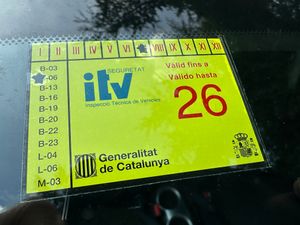 I II III IV V VI VIII IX X XI XII
B-03
-06
B-13
B-16
B-19
B-20
B-22
B-23
L-04
L-06
M-03
SEGURETAT
itv
Inspecció Tècnica de Vehicles
Vàlid fins a
Válido hasta
26
Generalitat
de Catalunya